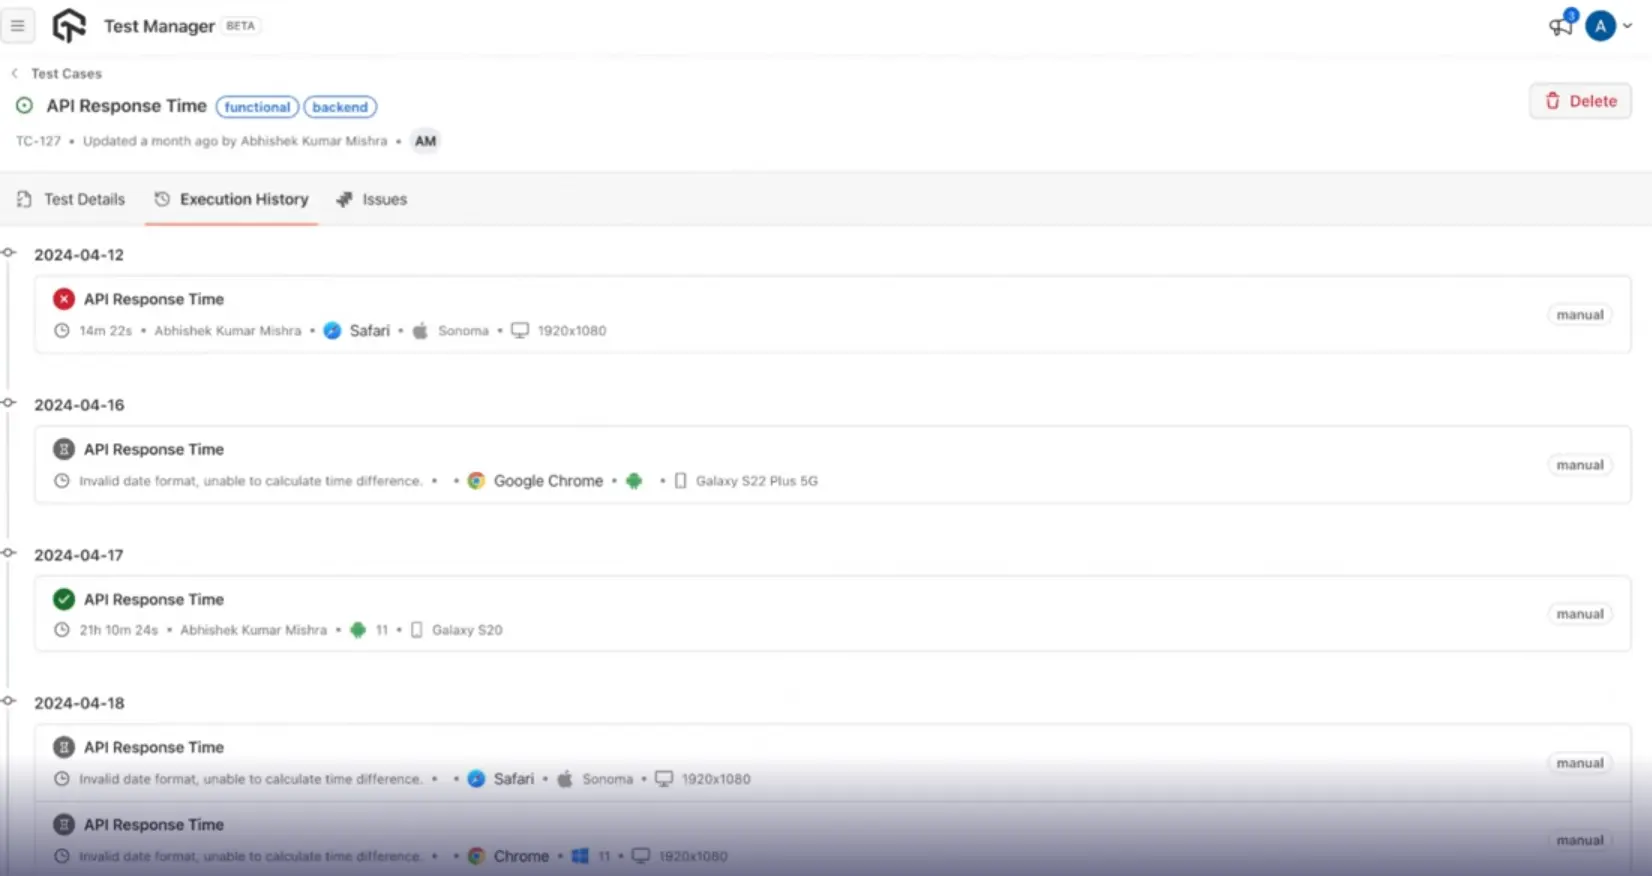 Test Manager BETA
3
A
Test Cases
API Response Time functional backend
Delete
TC-127 • Updated a month ago by Abhishek Kumar Mishra • AM
Test Details Execution History Issues
2024-04-12
API Response Time
14m 22s • Abhishek Kumar Mishra • Safari • Sonoma • 1920x1080
manual
2024-04-16
API Response Time
Invalid date format, unable to calculate time difference. • • Google Chrome • • Galaxy S22 Plus 5G
manual
2024-04-17
API Response Time
21h 10m 24s • Abhishek Kumar Mishra • 11 • Galaxy S20
manual
2024-04-18
API Response Time
Invalid date format, unable to calculate time difference. • • Safari • Sonoma • 1920x1080
manual
API Response Time
Invalid date format, unable to calculate time difference. • • Chrome • 11 • 1920x1080
manual